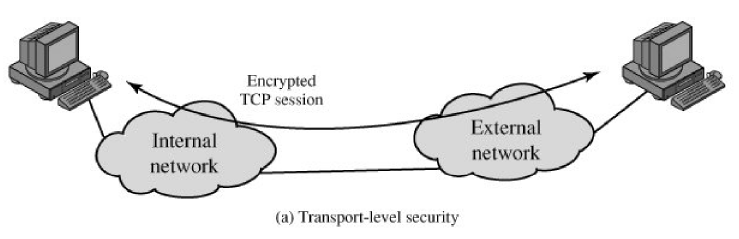 Encrypted
TCP session
Internal
network
External
network
(a) Transport-level security